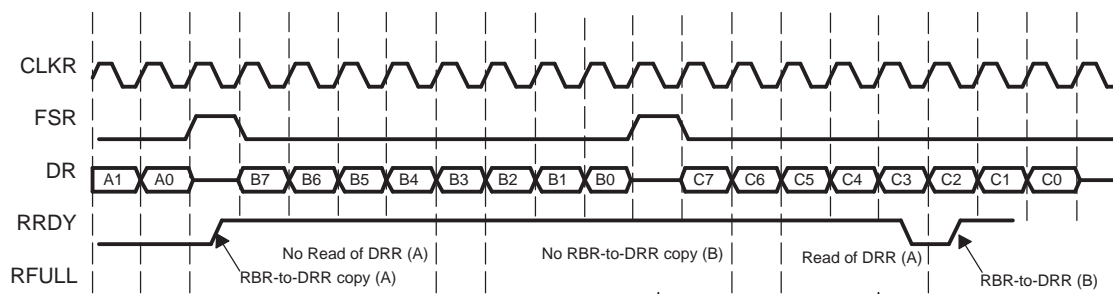 CLKR
FSR
DR A1 A0 B7 B6 B5 B4 B3 B2 B1 B0 C7 C6 C5 C4 C3 C2 C1 C0
RRDY
No Read of DRR (A) No RBR-to-DRR copy (B) Read of DRR (A)
RFULL RBR-to-DRR copy (A) RBR-to-DRR (B)